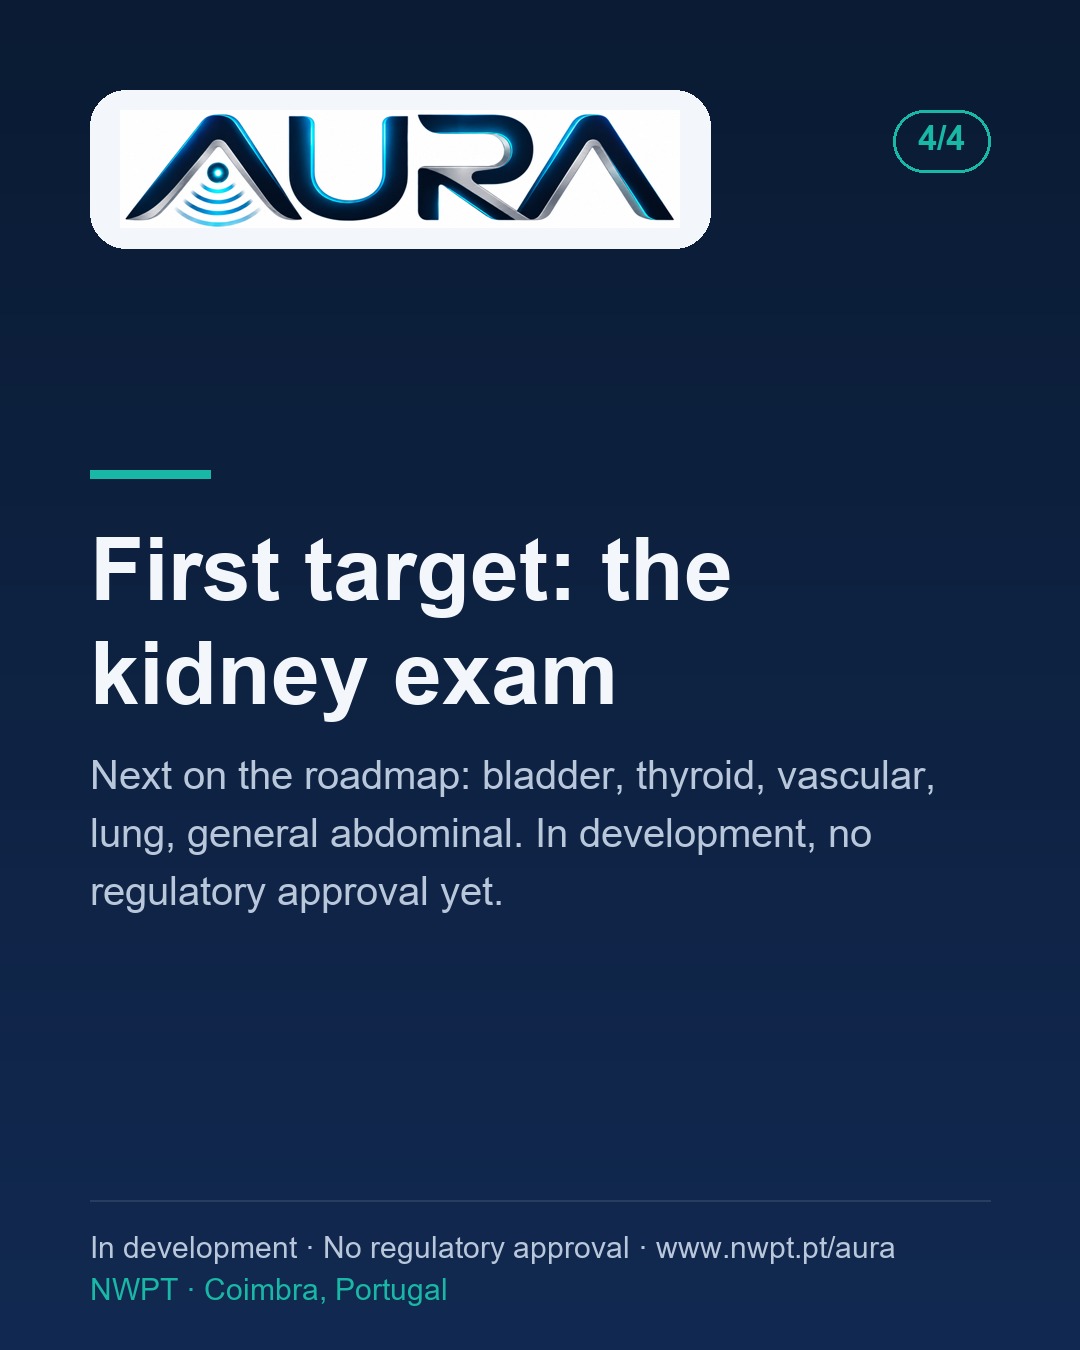 AURA
4/4
First target: the
kidney exam
Next on the roadmap: bladder, thyroid, vascular,
lung, general abdominal. In development, no
regulatory approval yet.
In development · No regulatory approval · www.nwpt.pt/aura
NWPT · Coimbra, Portugal